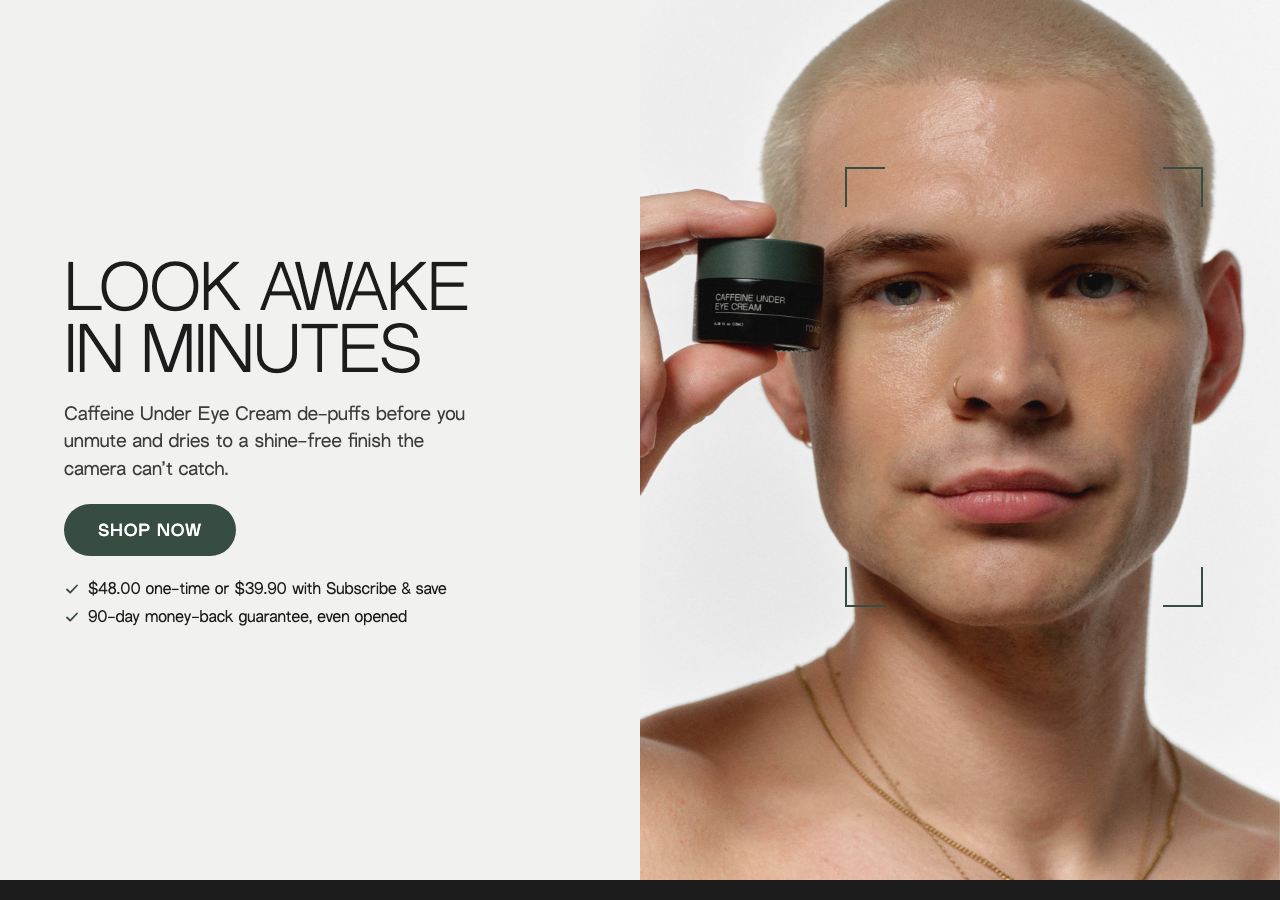 LOOK AWAKE
IN MINUTES
Caffeine Under Eye Cream de-puffs before you
unmute and dries to a shine-free finish the
camera can't catch.
SHOP NOW
$48.00 one-time or $39.90 with Subscribe & save
90-day money-back guarantee, even opened
CAFFEINE UNDER
EYE CREAM